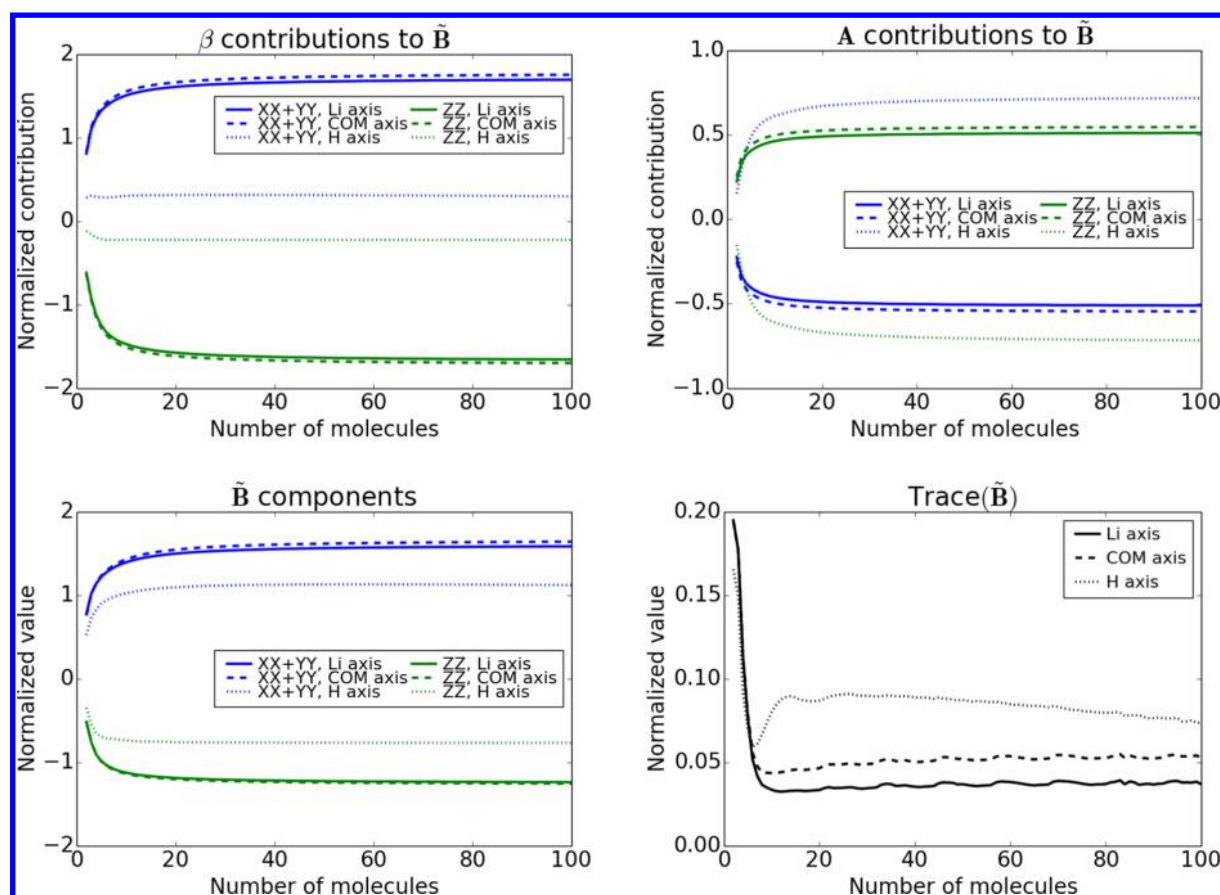 β contributions to B̃
2
1
0
−1
−2
Normalized contribution
XX+YY, Li axis
XX+YY, COM axis
XX+YY, H axis
ZZ, Li axis
ZZ, COM axis
ZZ, H axis
0 20 40 60 80 100
Number of molecules
A contributions to B̃
1.0
0.5
0.0
−0.5
−1.0
Normalized contribution
XX+YY, Li axis
XX+YY, COM axis
XX+YY, H axis
ZZ, Li axis
ZZ, COM axis
ZZ, H axis
0 20 40 60 80 100
Number of molecules
B̃ components
2
1
0
−1
−2
Normalized value
XX+YY, Li axis
XX+YY, COM axis
XX+YY, H axis
ZZ, Li axis
ZZ, COM axis
ZZ, H axis
0 20 40 60 80 100
Number of molecules
Trace(B̃)
0.20
0.15
0.10
0.05
0.00
Normalized value
Li axis
COM axis
H axis
0 20 40 60 80 100
Number of molecules